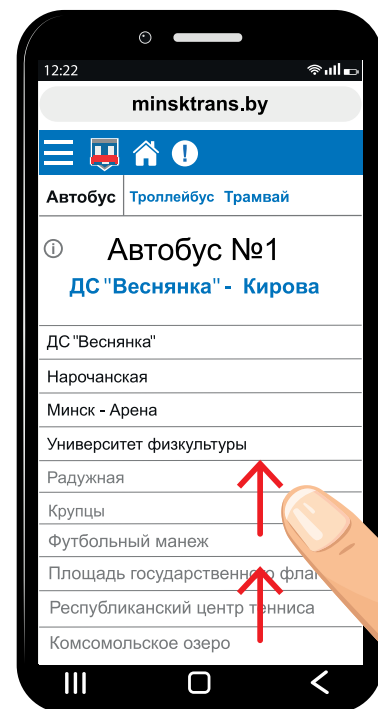 12:22
minsktrans.by
Автобус Троллейбус Трамвай
Автобус №1
ДС "Веснянка" - Кирова
ДС "Веснянка"
Нарочанская
Минск - Арена
Университет физкультуры
Радужная
Крупцы
Футбольный манеж
Площадь государственного флаг
Республиканский центр тенниса
Комсомольское озеро